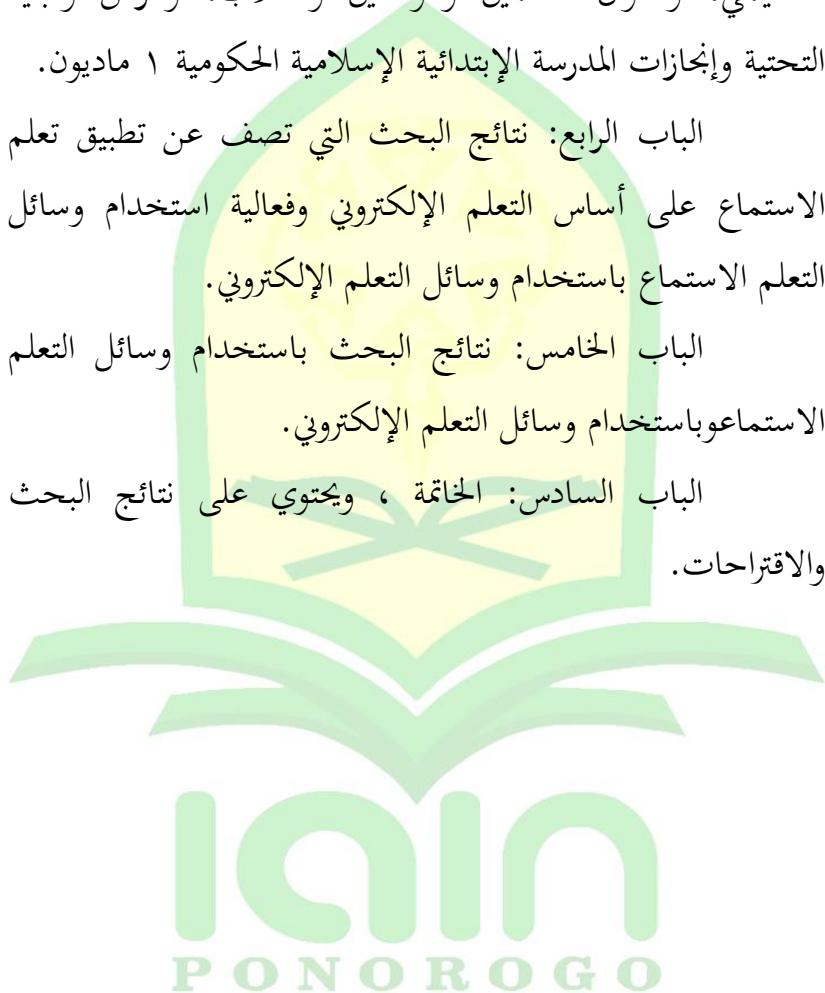 التحتية وإنجازات المدرسة الإبتدائية الإسلامية الحكومية ١ ماديون.
الباب الرابع: نتائج البحث التي تصف عن تطبيق تعلم
الاستماع على أساس التعلم الإلكتروني وفعالية استخدام وسائل
التعلم الاستماع باستخدام وسائل التعلم الإلكتروني.
الباب الخامس: نتائج البحث باستخدام وسائل التعلم
الاستماعوباستخدام وسائل التعلم الإلكتروني.
الباب السادس: الخاتمة ، ويحتوي على نتائج البحث
والاقتراحات.
iain
PONOROGO